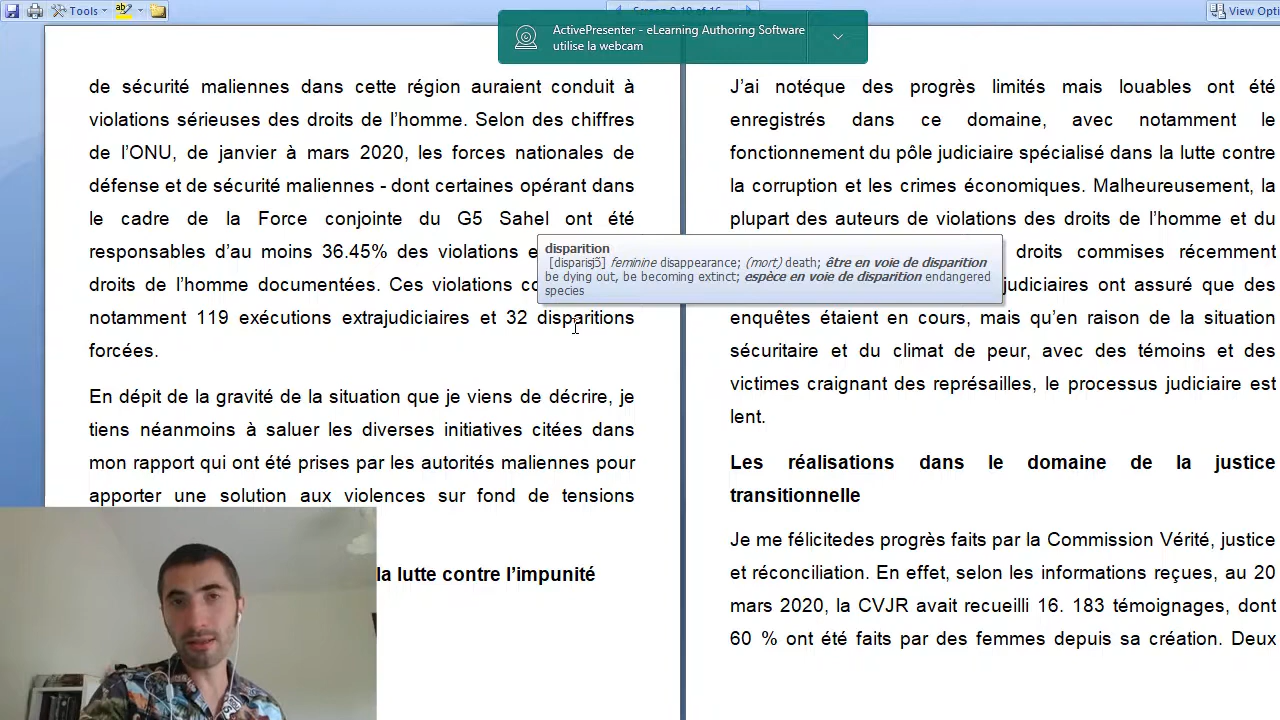 Tools
Screen 9-10 of 16
View Opti
ActivePresenter - eLearning Authoring Software
utilise la webcam
de sécurité maliennes dans cette région auraient conduit à
violations sérieuses des droits de l’homme. Selon des chiffres
de l’ONU, de janvier à mars 2020, les forces nationales de
défense et de sécurité maliennes - dont certaines opérant dans
le cadre de la Force conjointe du G5 Sahel ont été
responsables d’au moins 36.45% des violations e
droits de l’homme documentées. Ces violations co
notamment 119 exécutions extrajudiciaires et 32 disparitions
forcées.
En dépit de la gravité de la situation que je viens de décrire, je
tiens néanmoins à saluer les diverses initiatives citées dans
mon rapport qui ont été prises par les autorités maliennes pour
apporter une solution aux violences sur fond de tensions
la lutte contre l’impunité
disparition
[disparisjɔ̃] feminine disappearance; (mort) death; être en voie de disparition
be dying out, be becoming extinct; espèce en voie de disparition endangered
species
J’ai notéque des progrès limités mais louables ont été
enregistrés dans ce domaine, avec notamment le
fonctionnement du pôle judiciaire spécialisé dans la lutte contre
la corruption et les crimes économiques. Malheureusement, la
plupart des auteurs de violations des droits de l’homme et du
droits commises récemment
judiciaires ont assuré que des
enquêtes étaient en cours, mais qu’en raison de la situation
sécuritaire et du climat de peur, avec des témoins et des
victimes craignant des représailles, le processus judiciaire est
lent.
Les réalisations dans le domaine de la justice
transitionnelle
Je me félicitedes progrès faits par la Commission Vérité, justice
et réconciliation. En effet, selon les informations reçues, au 20
mars 2020, la CVJR avait recueilli 16. 183 témoignages, dont
60 % ont été faits par des femmes depuis sa création. Deux